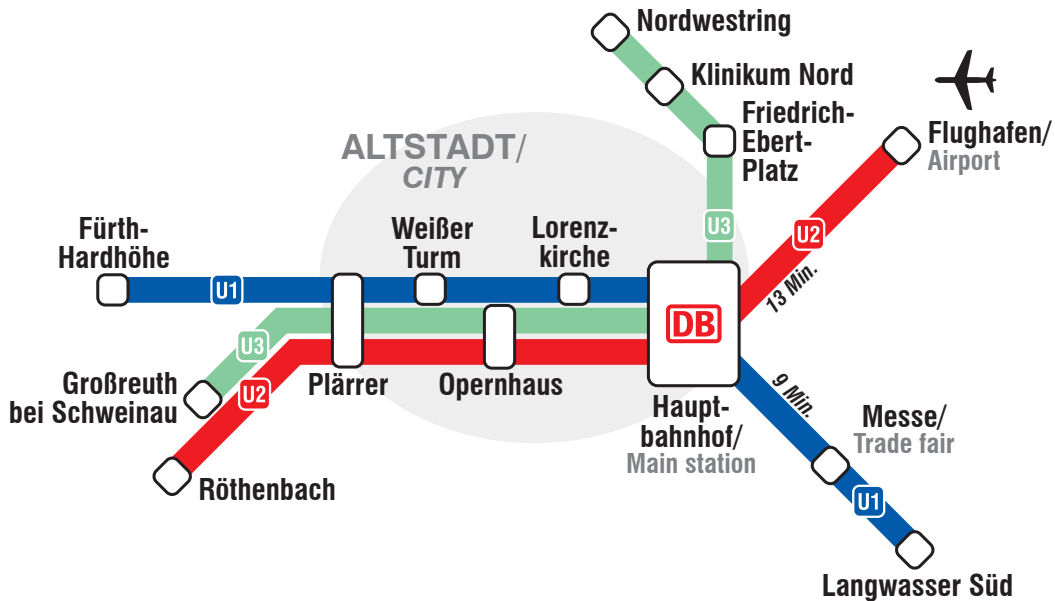 Nordwestring
Klinikum Nord
Friedrich-
Ebert-
Platz
Flughafen/
Airport
ALTSTADT/
CITY
Fürth-
Hardhöhe
Weißer
Turm
Lorenz-
kirche
U3
U2
13 Min.
U1
DB
U3
U2
Plärrer
Opernhaus
Großreuth
bei Schweinau
Haupt-
bahnhof/
Main station
9 Min.
Messe/
Trade fair
Röthenbach
U1
Langwasser Süd